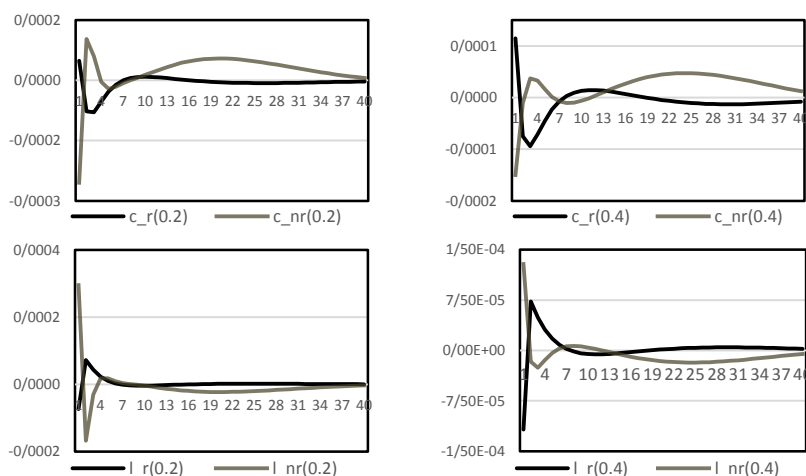 0/0002
0/0000
-0/0002
-0/0003
1 4 7 10 13 16 19 22 25 28 31 34 37 40
c_r(0.2) c_nr(0.2)
0/0001
0/0000
-0/0001
-0/0002
1 4 7 10 13 16 19 22 25 28 31 34 37 40
c_r(0.4) c_nr(0.4)
0/0004
0/0002
0/0000
-0/0002
1 4 7 10 13 16 19 22 25 28 31 34 37 40
l_r(0.2) l_nr(0.2)
1/50E-04
7/50E-05
0/00E+00
-7/50E-05
-1/50E-04
1 4 7 10 13 16 19 22 25 28 31 34 37 40
l_r(0.4) l_nr(0.4)